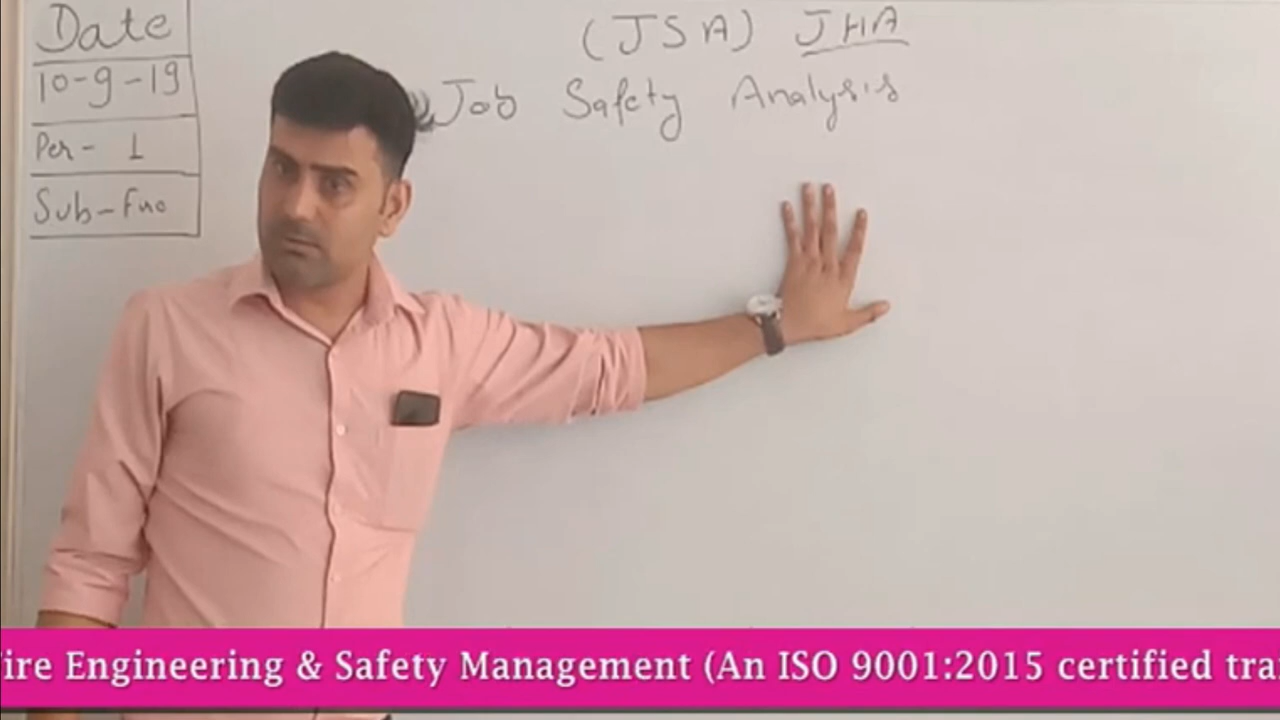 Date
10-9-19
Per- 1
Sub-Fno
(JSA) JHA
Job Safety Analysis
ire Engineering & Safety Management (An ISO 9001:2015 certified trai